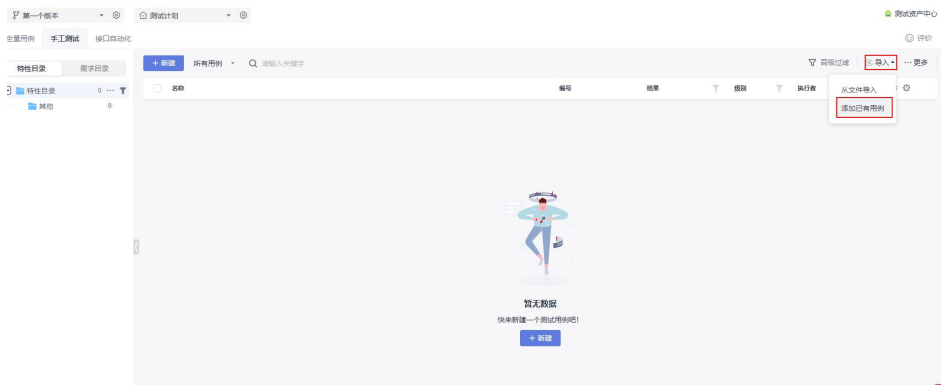 第一个版本 测试计划 测试资产中心
全量用例 手工测试 接口自动化 评价
特性目录 需求目录 + 新建 所有用例 请输入关键字 高级过滤 导入 ··· 更多
名称 编号 结果 级别 执行者
特性目录 0 ···
其他 0
从文件导入
添加已有用例
暂无数据
快来新建一个测试用例吧！
+ 新建